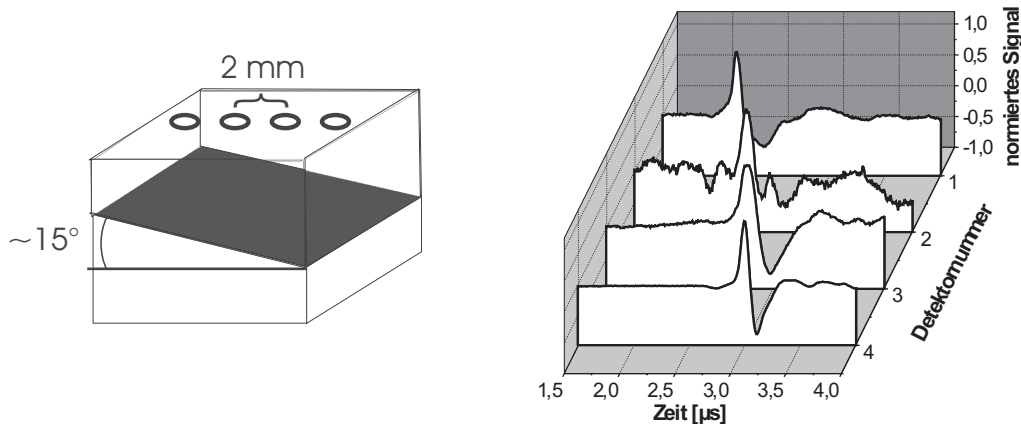 2 mm
~15°
1,0
0,5
0,0
-0,5
-1,0
normiertes Signal
1
2
3
4
Detektornummer
1,5 2,0 2,5 3,0 3,5 4,0
Zeit [µs]